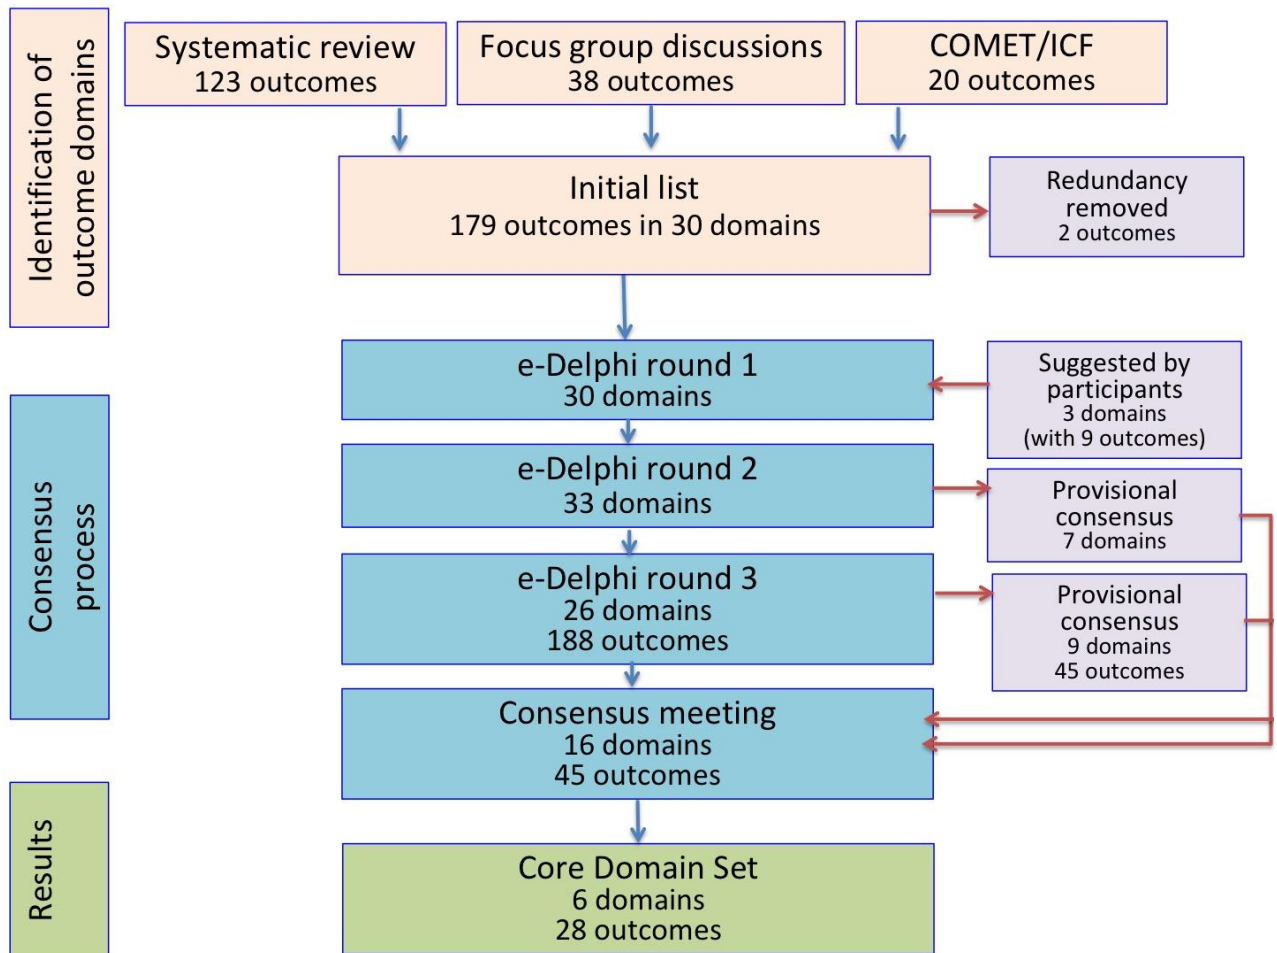 Identification of
outcome domains
Systematic review
123 outcomes
Focus group discussions
38 outcomes
COMET/ICF
20 outcomes
Initial list
179 outcomes in 30 domains
Redundancy
removed
2 outcomes
Consensus
process
e-Delphi round 1
30 domains
Suggested by
participants
3 domains
(with 9 outcomes)
e-Delphi round 2
33 domains
Provisional
consensus
7 domains
e-Delphi round 3
26 domains
188 outcomes
Provisional
consensus
9 domains
45 outcomes
Consensus meeting
16 domains
45 outcomes
Results
Core Domain Set
6 domains
28 outcomes